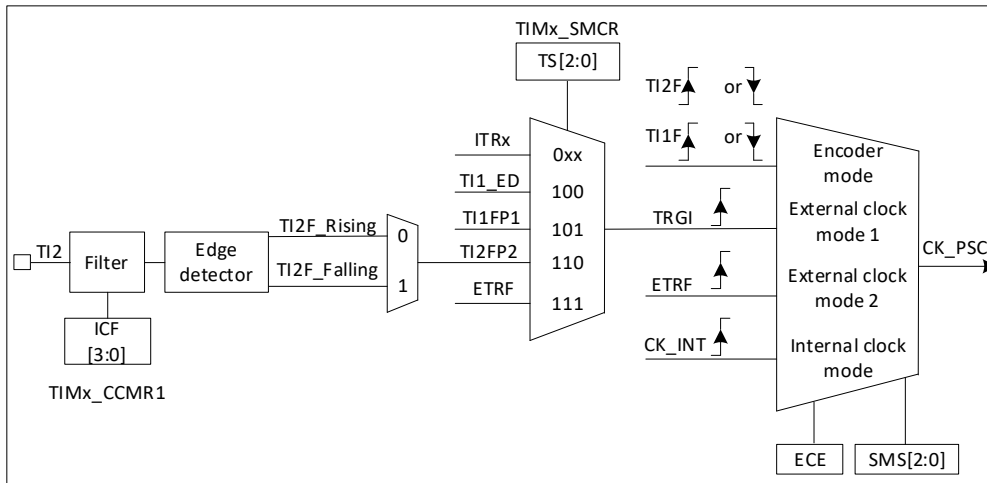 TIMx_SMCR
TS[2:0]
TI2F or
TI1F or
ITRx
0xx
Encoder
mode
TI1_ED
100
TI1FP1
101
TRGI
External clock
mode 1
TI2
Filter
Edge
detector
TI2F_Rising
0
TI2F_Falling
1
TI2FP2
110
CK_PSC
ETRF
111
ETRF
External clock
mode 2
ICF
[3:0]
TIMx_CCMR1
CK_INT
Internal clock
mode
ECE
SMS[2:0]